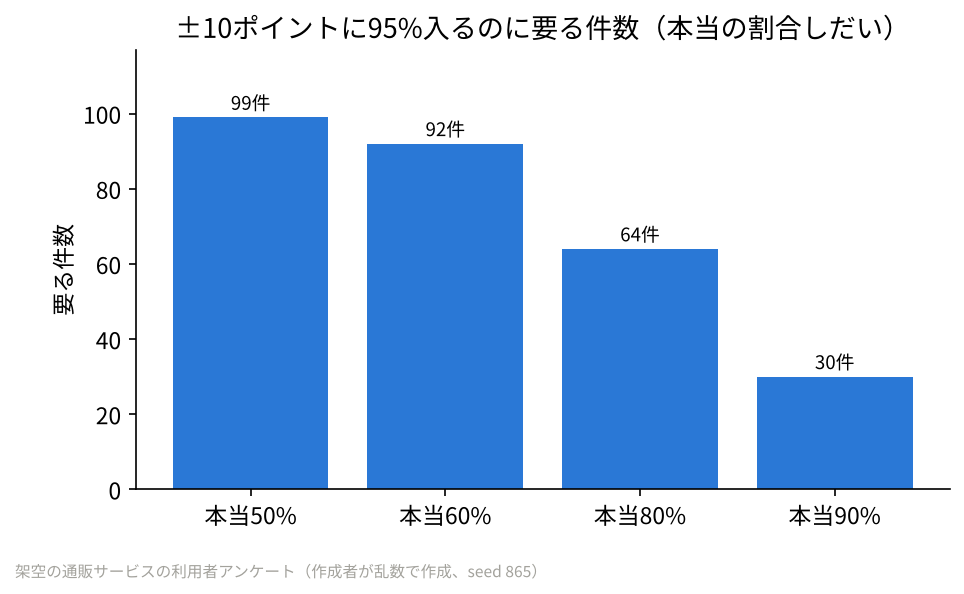 ±10ポイントに95%入るのに要る件数（本当の割合しだい）
要る件数
100
80
60
40
20
0
99件
92件
64件
30件
本当50%
本当60%
本当80%
本当90%
架空の通販サービスの利用者アンケート（作成者が乱数で作成、seed 865）